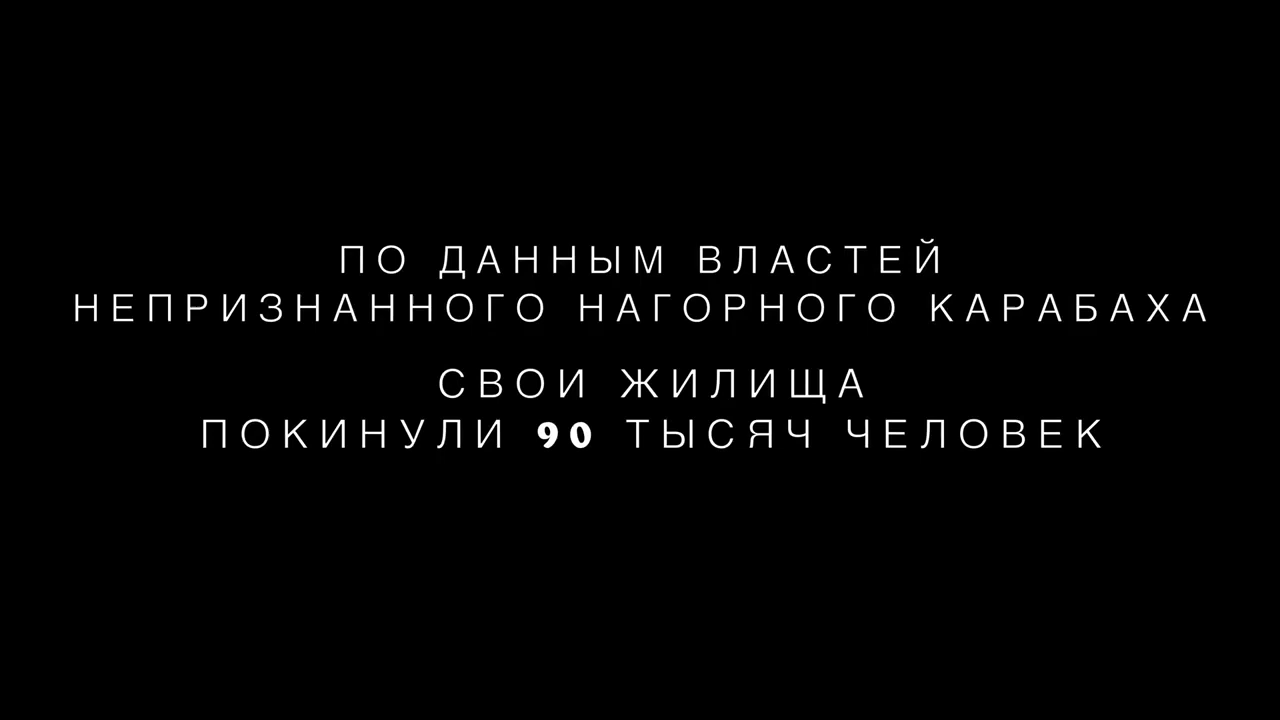 ПО ДАННЫМ ВЛАСТЕЙ
НЕПРИЗНАННОГО НАГОРНОГО КАРАБАХА
СВОИ ЖИЛИЩА
ПОКИНУЛИ 90 ТЫСЯЧ ЧЕЛОВЕК